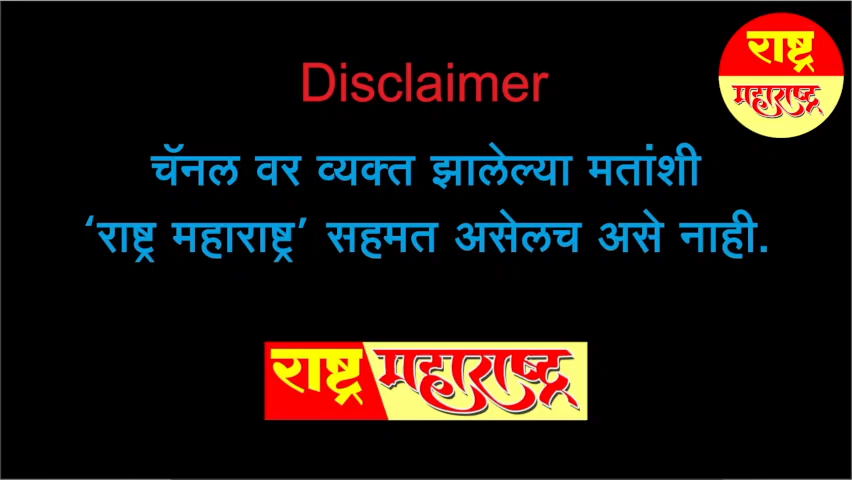 राष्ट्र
महाराष्ट्र
Disclaimer
चॅनल वर व्यक्त झालेल्या मतांशी
‘राष्ट्र महाराष्ट्र’ सहमत असेलच असे नाही.
राष्ट्र महाराष्ट्र